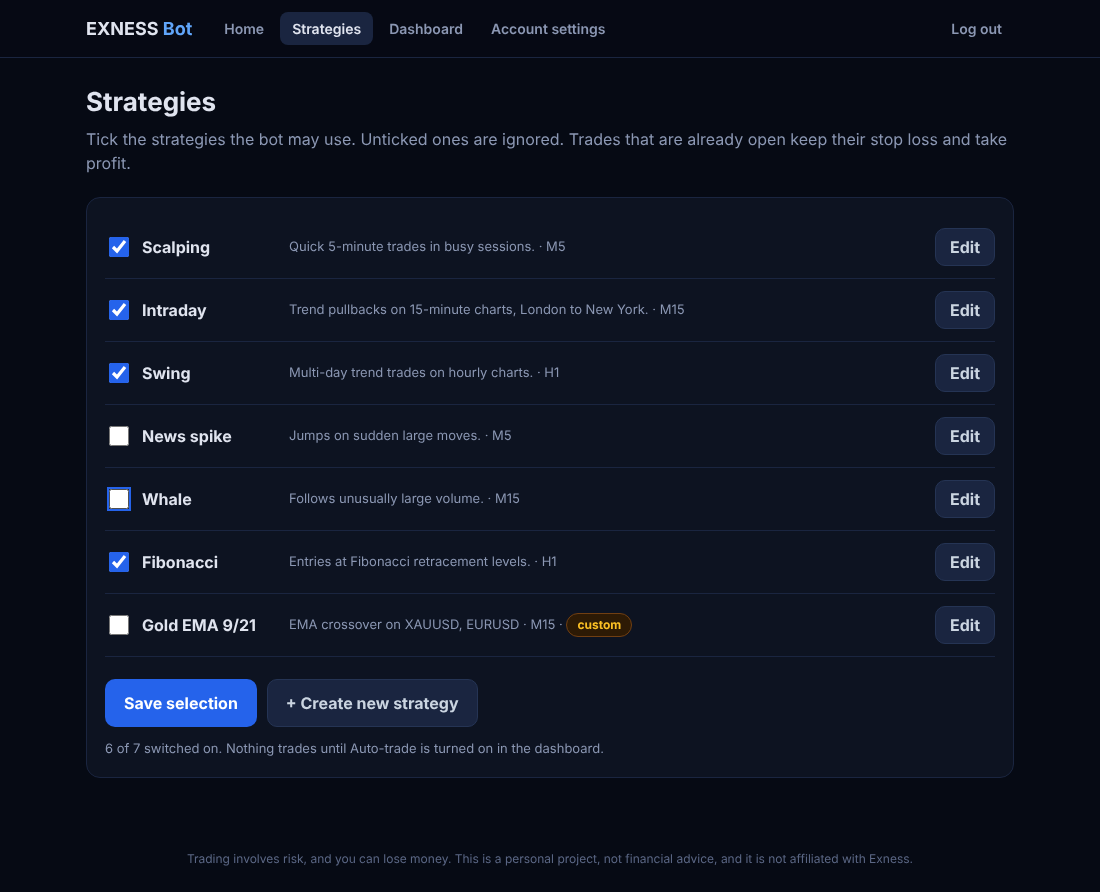 EXNESS Bot Home Strategies Dashboard Account settings Log out
Strategies
Tick the strategies the bot may use. Unticked ones are ignored. Trades that are already open keep their stop loss and take
profit.
Scalping Quick 5-minute trades in busy sessions. · M5 Edit
Intraday Trend pullbacks on 15-minute charts, London to New York. · M15 Edit
Swing Multi-day trend trades on hourly charts. · H1 Edit
News spike Jumps on sudden large moves. · M5 Edit
Whale Follows unusually large volume. · M15 Edit
Fibonacci Entries at Fibonacci retracement levels. · H1 Edit
Gold EMA 9/21 EMA crossover on XAUUSD, EURUSD · M15 · custom Edit
Save selection + Create new strategy
6 of 7 switched on. Nothing trades until Auto-trade is turned on in the dashboard.
Trading involves risk, and you can lose money. This is a personal project, not financial advice, and it is not affiliated with Exness.